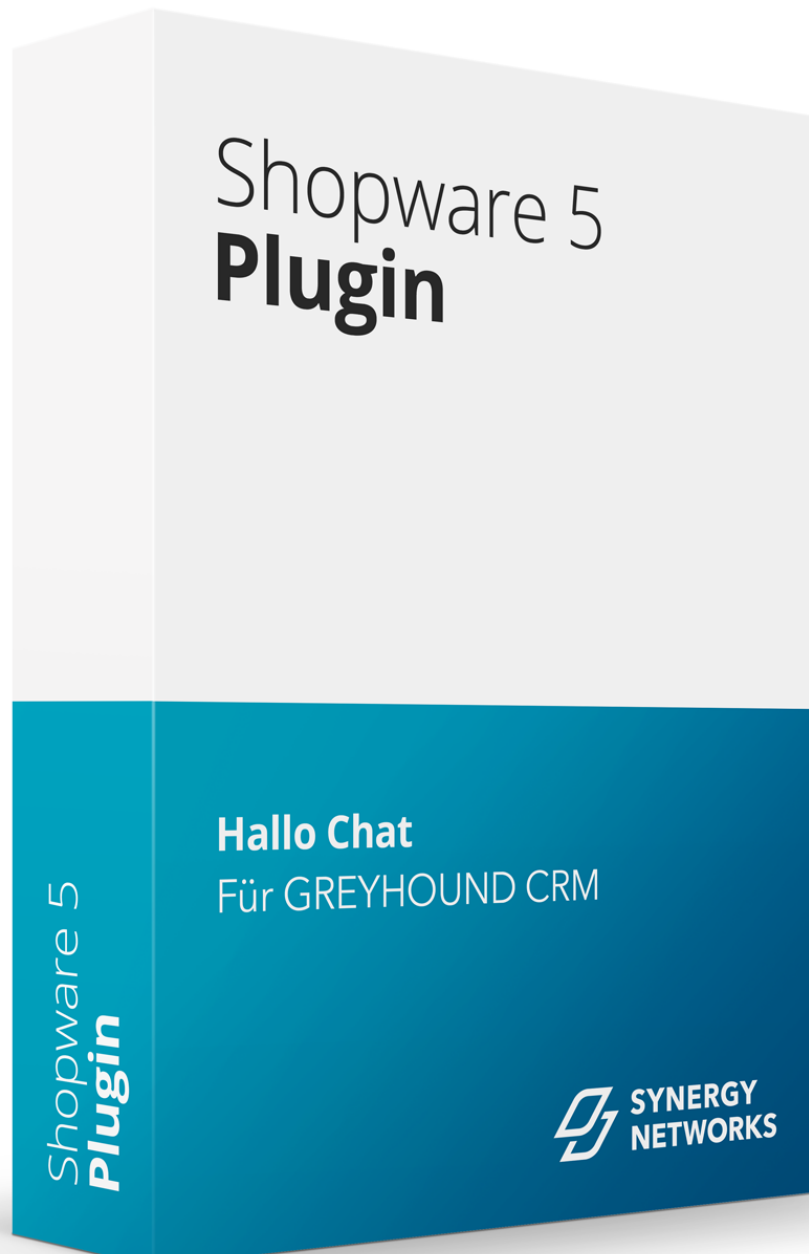 Shopware 5
Plugin
Hallo Chat
Für GREYHOUND CRM
SYNERGY
NETWORKS
Shopware 5
Plugin